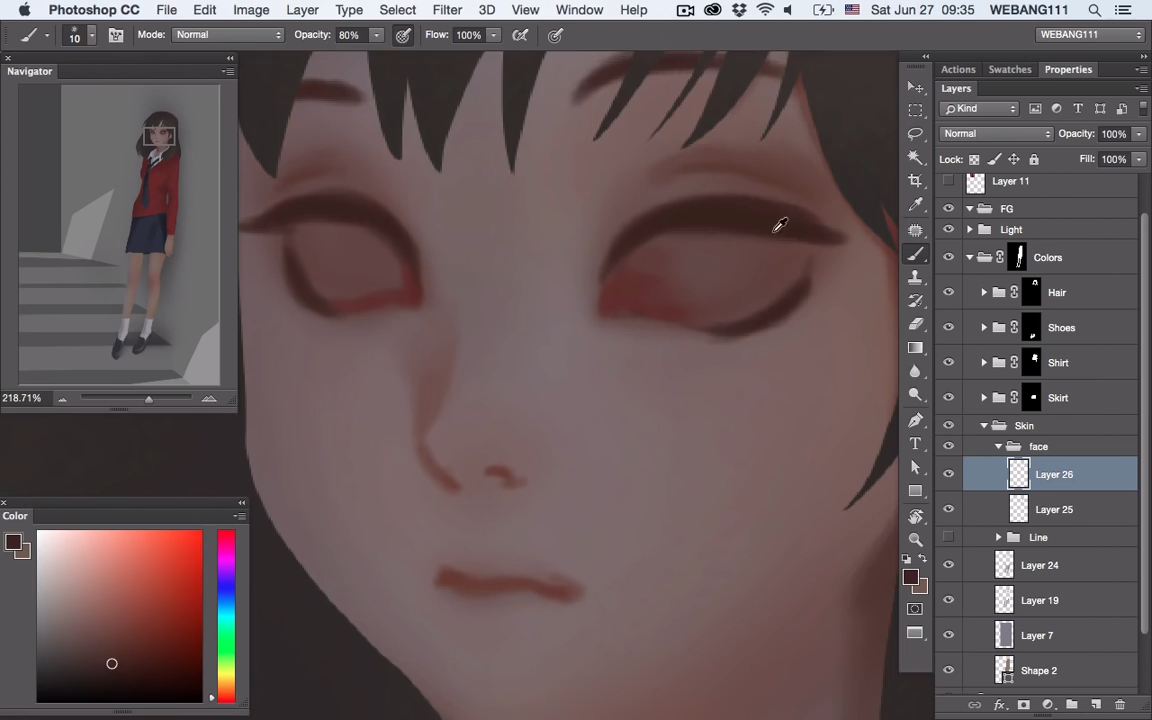 Photoshop CC File Edit Image Layer Type Select Filter 3D View Window Help Sat Jun 27 09:35 WEBANG111
10 Mode: Normal Opacity: 80% Flow: 100% WEBANG111
Navigator
218.71%
Color
Actions Swatches Properties
Layers
Kind
Normal Opacity: 100%
Lock: Fill: 100%
Layer 11
FG
Light
Colors
Hair
Shoes
Shirt
Skirt
Skin
face
Layer 26
Layer 25
Line
Layer 24
Layer 19
Layer 7
Shape 2